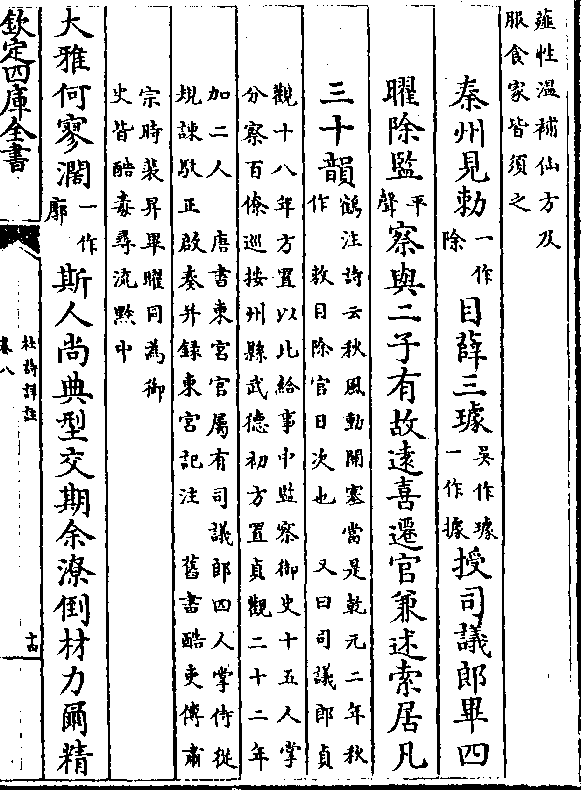 薤性溫補仙方及
服食家皆須之
秦州見勅一作除目薛三璩吳作璩一作據授司議郎畢四
曜除監平聲察與二子有故遠喜遷官兼述索居凡
三十韻鶴注詩云秋風動關塞當是乾元二年秋
作 敕目除官目次也 又曰司議郎貞
觀十八年方置以比給事中監察御史十五人掌
分察百僚巡按州縣武德初方置貞觀二十二年
加二人 唐書東宮官屬有司議郎四人掌侍從
規諫駁正啟奏并錄東宮記注 舊書酷吏傳肅
宗時裴昇畢曜同為御
史皆酷毒尋流黔中
大雅何寥濶一作廓斯人尚典型交期余潦倒材力爾精
欽定四庫全書
杜詩詳註
卷八
十四